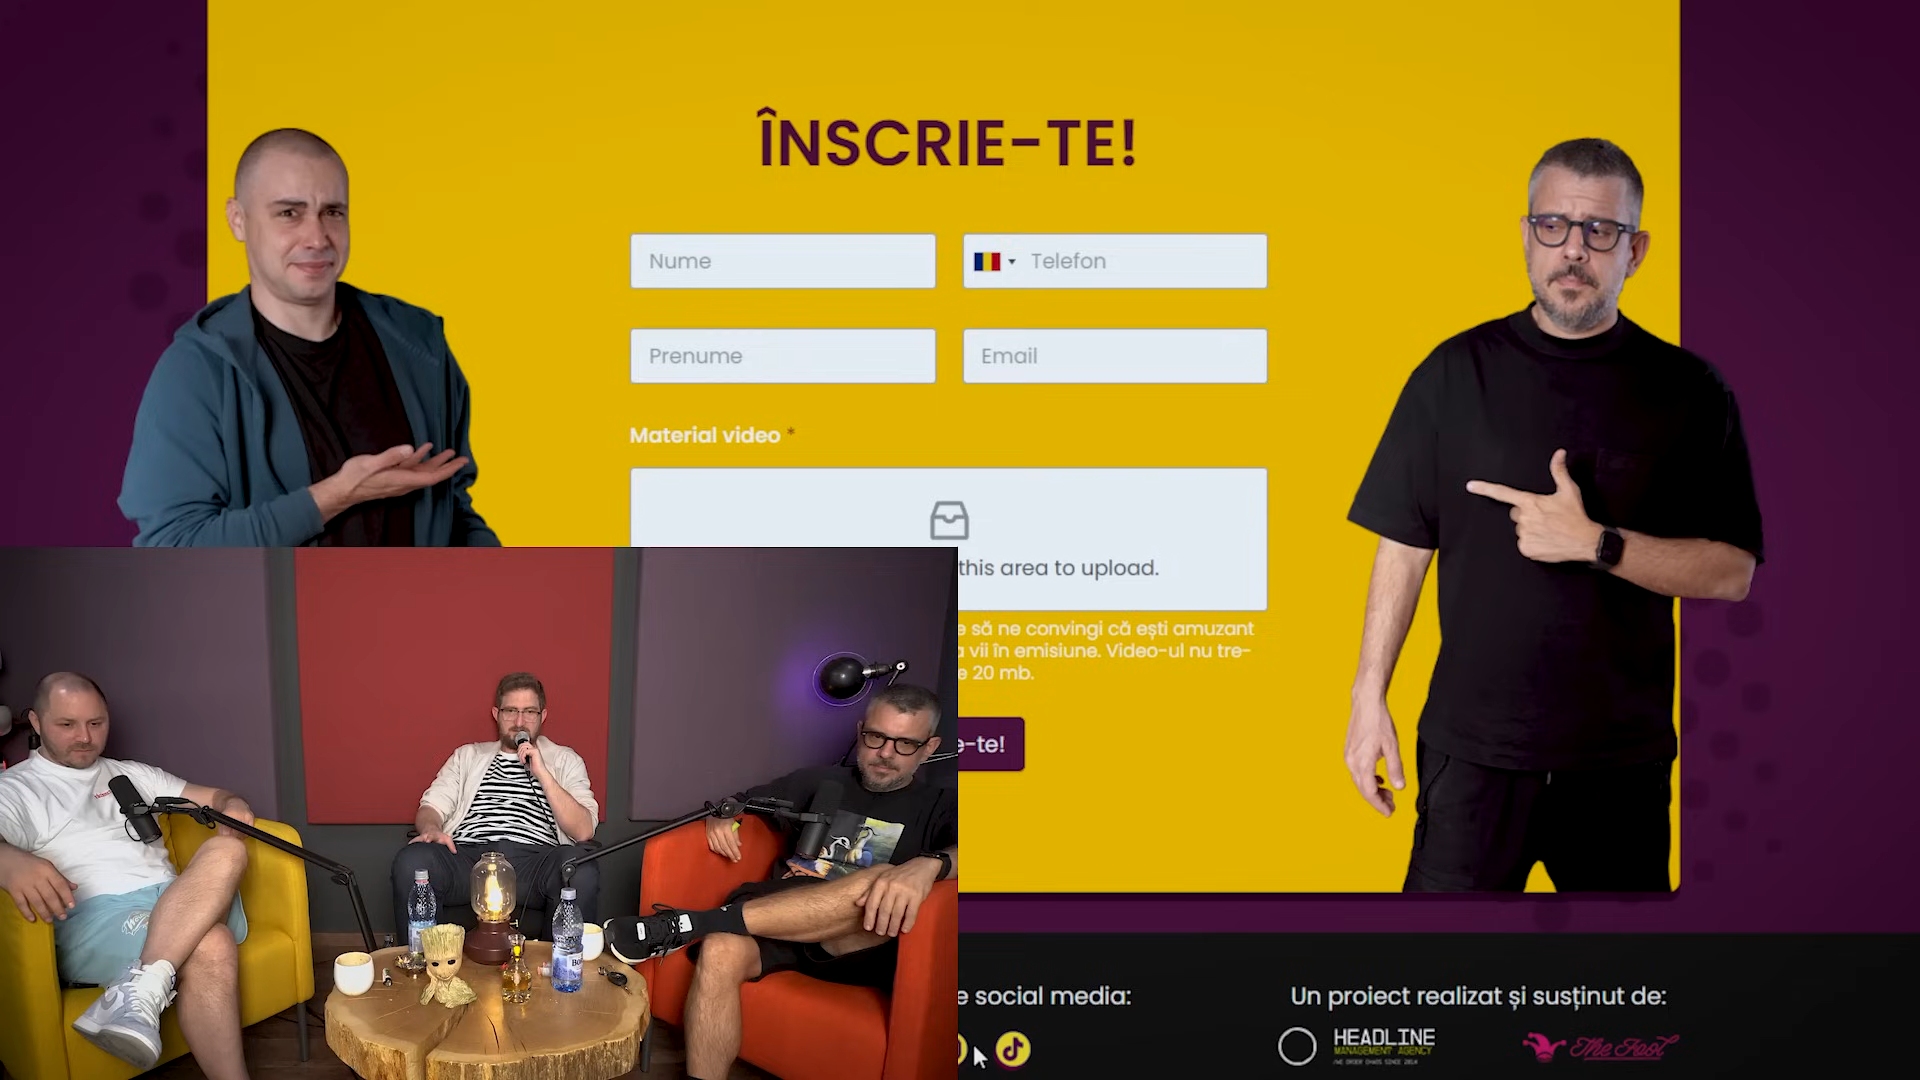 ÎNSCRIE-TE!
Nume
Telefon
Prenume
Email
Material video *
this area to upload.
e să ne convingi că ești amuzant
a vii în emisiune. Video-ul nu tre-
e 20 mb.
e-te!
e social media:
Un proiect realizat și susținut de:
HEADLINE
MANAGEMENT AGENCY
The Fool